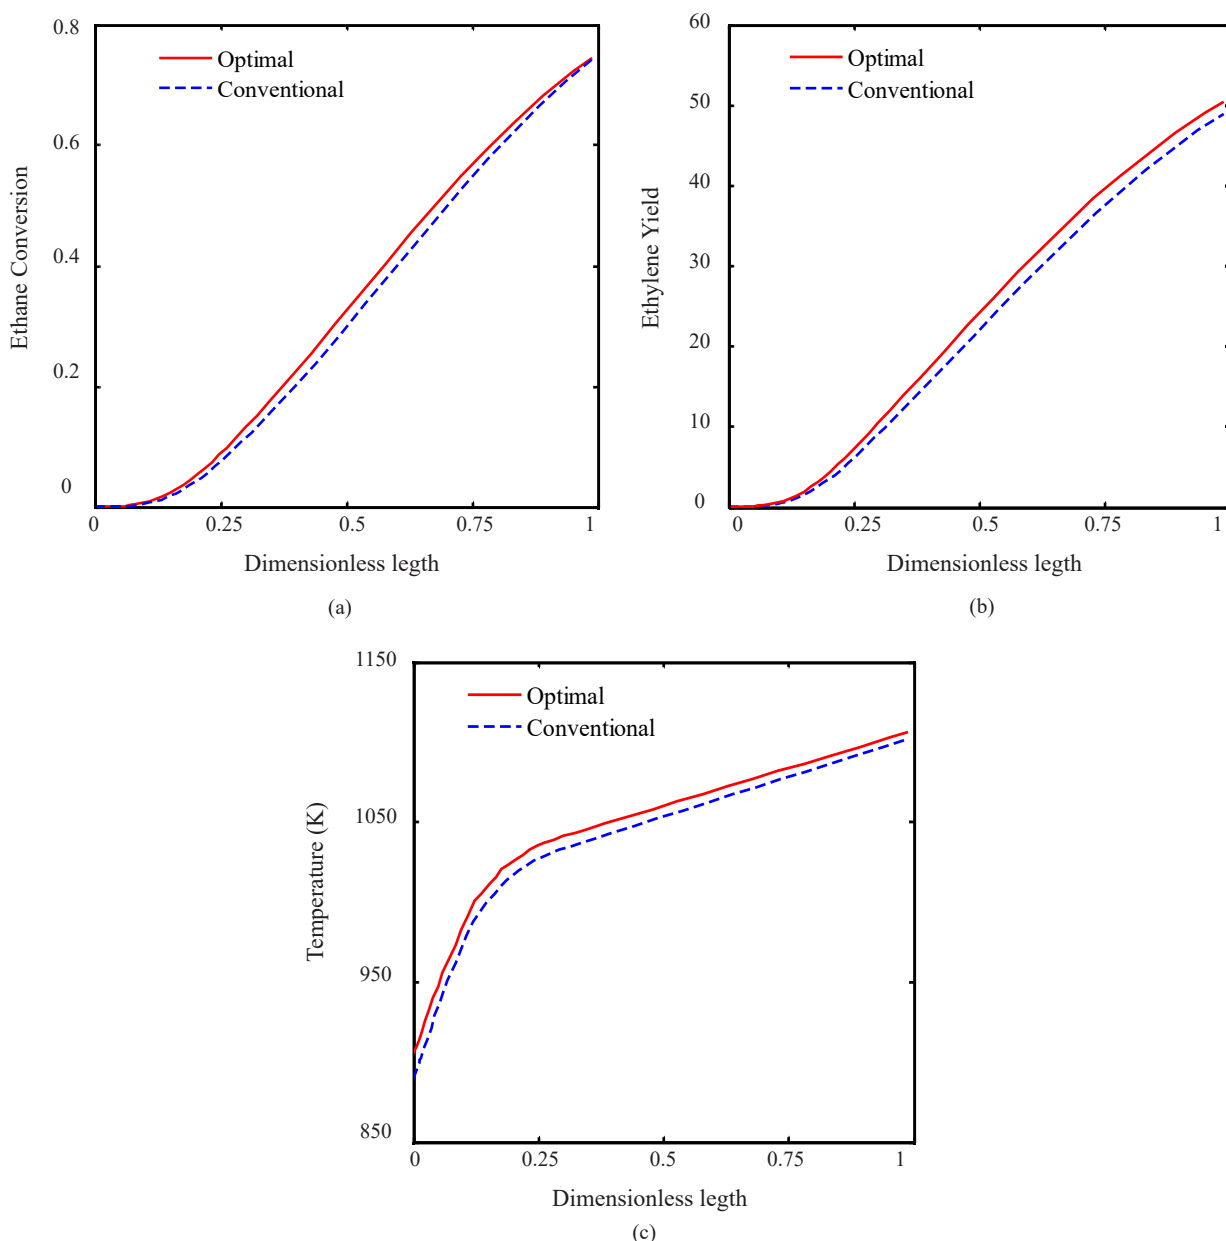 0.8
0.6
0.4
0.2
0
Ethane Conversion
Optimal
Conventional
0 0.25 0.5 0.75 1
Dimensionless legth
(a)
60
50
40
30
20
10
0
Ethylene Yield
Optimal
Conventional
0 0.25 0.5 0.75 1
Dimensionless legth
(b)
1150
1050
950
850
Temperature (K)
Optimal
Conventional
0 0.25 0.5 0.75 1
Dimensionless legth
(c)